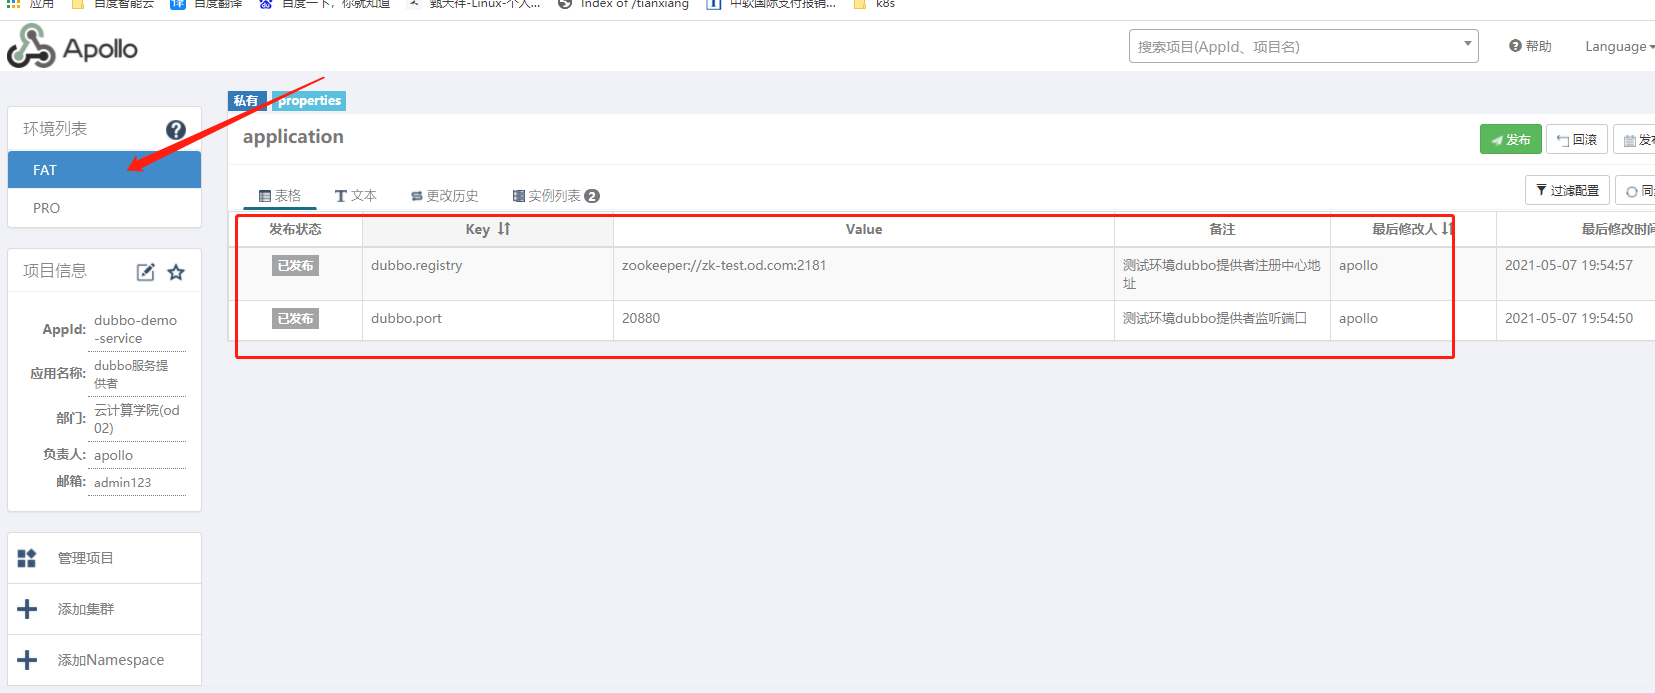 应用 百度智能云 译 百度翻译 百度一下，你就知道 甄天祥-Linux-个人... Index of /tianxiang 中软国际支付报销... k8s
Apollo
搜索项目(AppId、项目名)
帮助
Language
私有 properties
环境列表
FAT
PRO
application
发布
回滚
表格
文本
更改历史
实例列表 2
过滤配置
发布状态 Key Value 备注 最后修改人 最后修改时间
已发布 dubbo.registry zookeeper://zk-test.od.com:2181 测试环境dubbo提供者注册中心地
址 apollo 2021-05-07 19:54:57
已发布 dubbo.port 20880 测试环境dubbo提供者监听端口 apollo 2021-05-07 19:54:50
项目信息
AppId: dubbo-demo
-service
应用名称: dubbo服务提
供者
部门: 云计算学院(od
02)
负责人: apollo
邮箱: admin123
管理项目
添加集群
添加Namespace